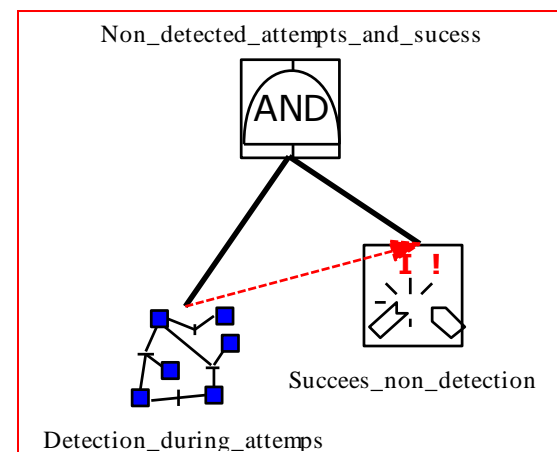 Non_detected_attempts_and_sucess
AND
I !
Succees_non_detection
Detection_during_attemps